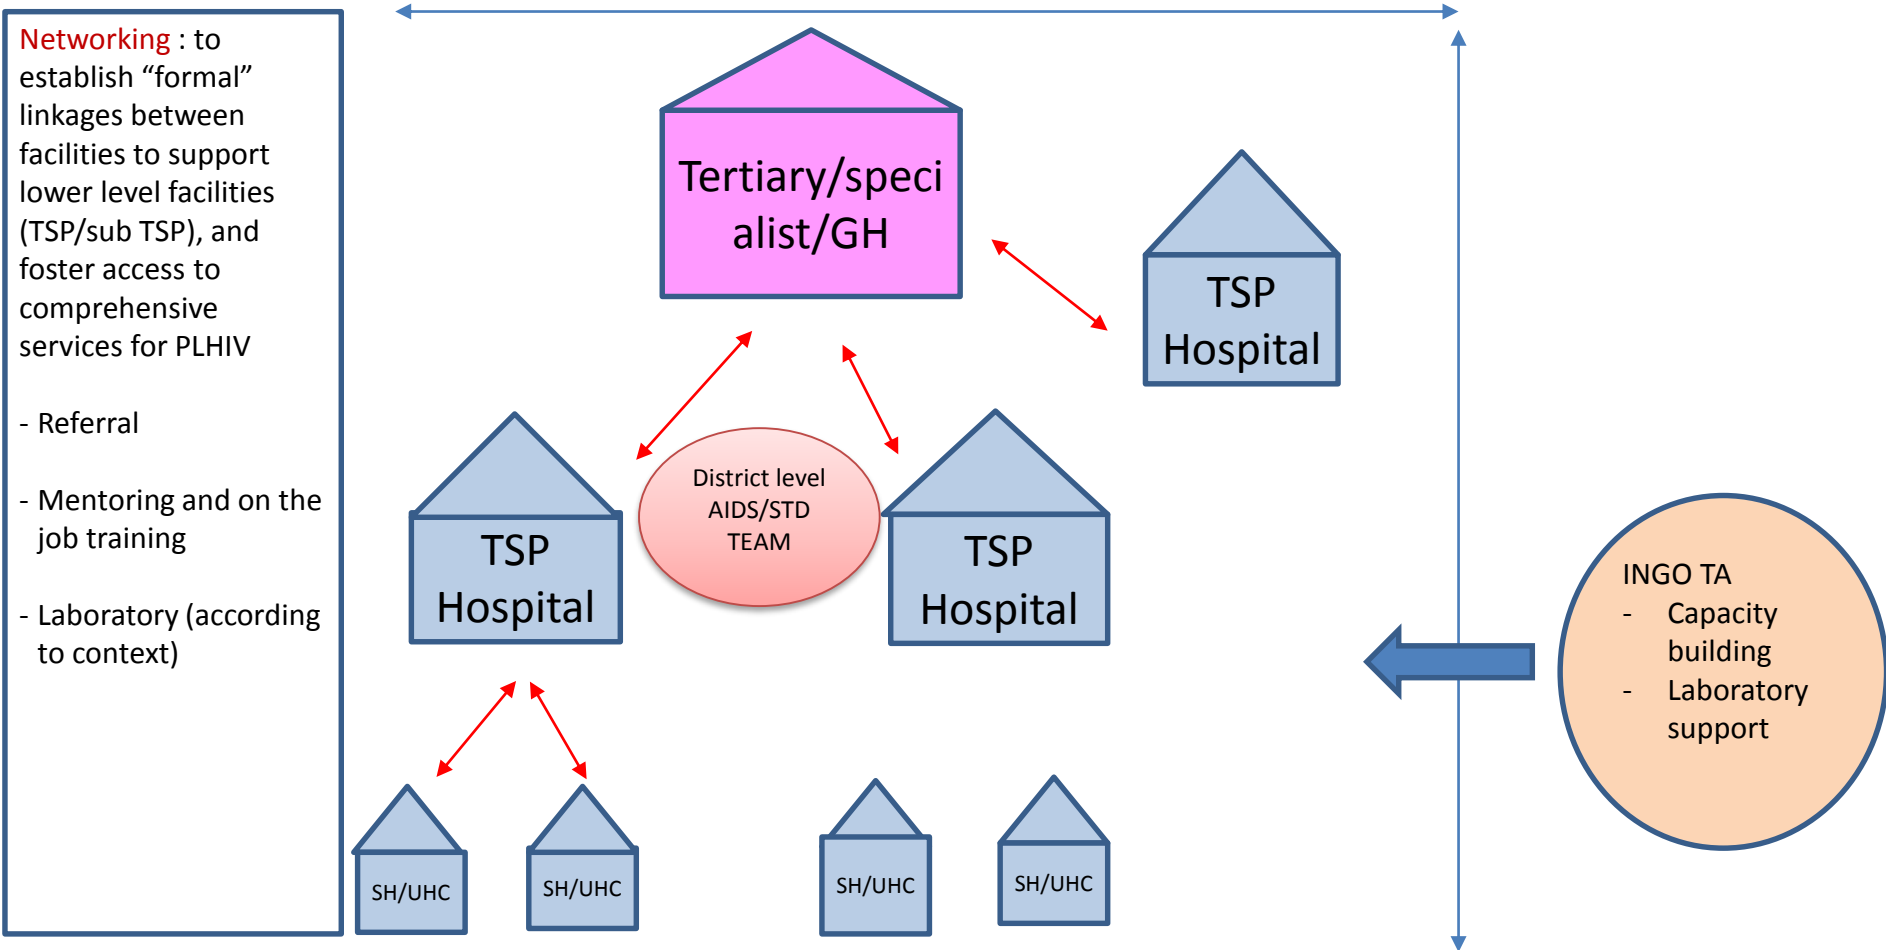 Networking : to
establish “formal”
linkages between
facilities to support
lower level facilities
(TSP/sub TSP), and
foster access to
comprehensive
services for PLHIV
- Referral
- Mentoring and on the
job training
- Laboratory (according
to context)
Tertiary/speci
alist/GH
TSP
Hospital
District level
AIDS/STD
TEAM
TSP
Hospital
TSP
Hospital
INGO TA
- Capacity
building
- Laboratory
support
SH/UHC
SH/UHC
SH/UHC
SH/UHC